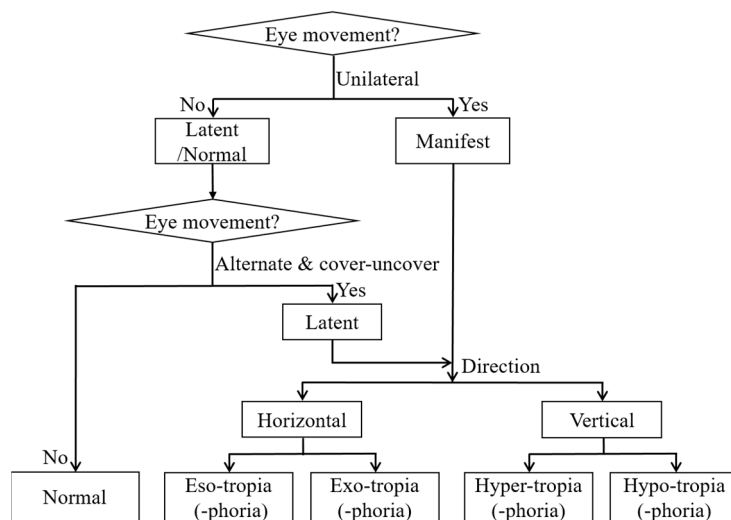 Eye movement?
Unilateral
No
Yes
Latent
/Normal
Manifest
Eye movement?
Alternate & cover-uncover
Yes
Latent
Direction
Horizontal
Vertical
No
Normal
Eso-tropia
(-phoria)
Exo-tropia
(-phoria)
Hyper-tropia
(-phoria)
Hypo-tropia
(-phoria)